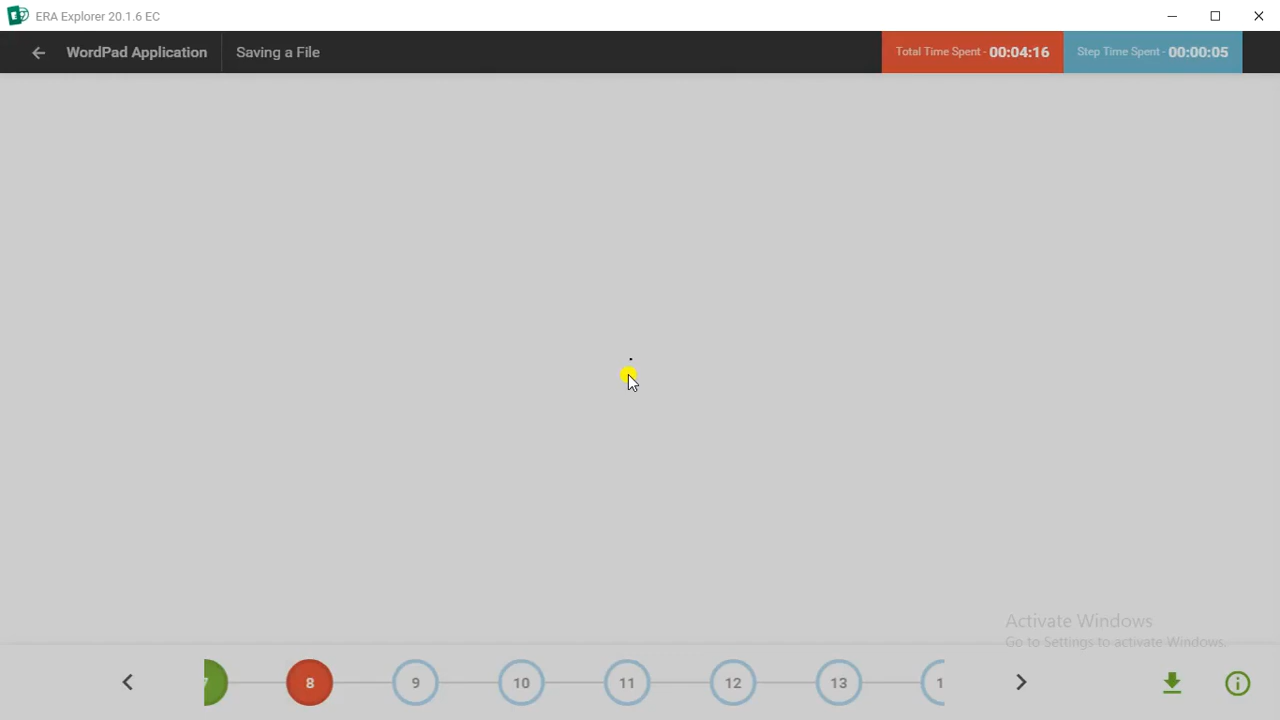 ERA Explorer 20.1.6 EC
WordPad Application Saving a File Total Time Spent - 00:04:16 Step Time Spent - 00:00:05
Activate Windows
Go to Settings to activate Windows.
8 9 10 11 12 13